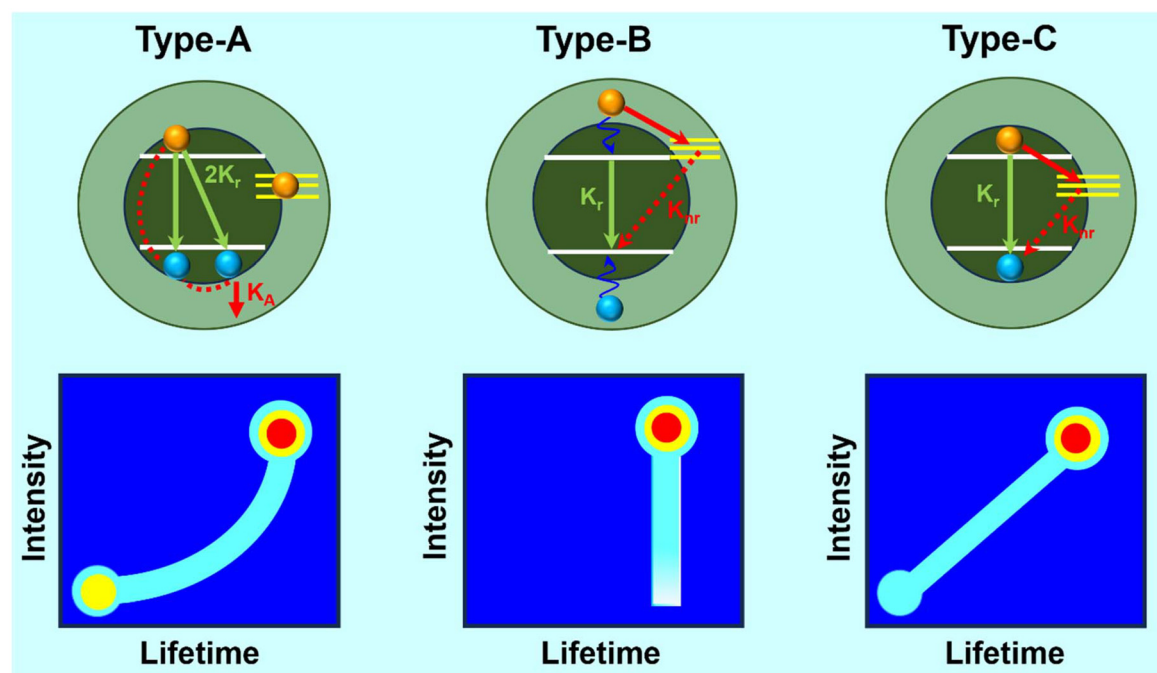 Type-A
Type-B
Type-C
2Kr
KA
Kr
Knr
Kr
Knr
Intensity
Lifetime
Intensity
Lifetime
Intensity
Lifetime